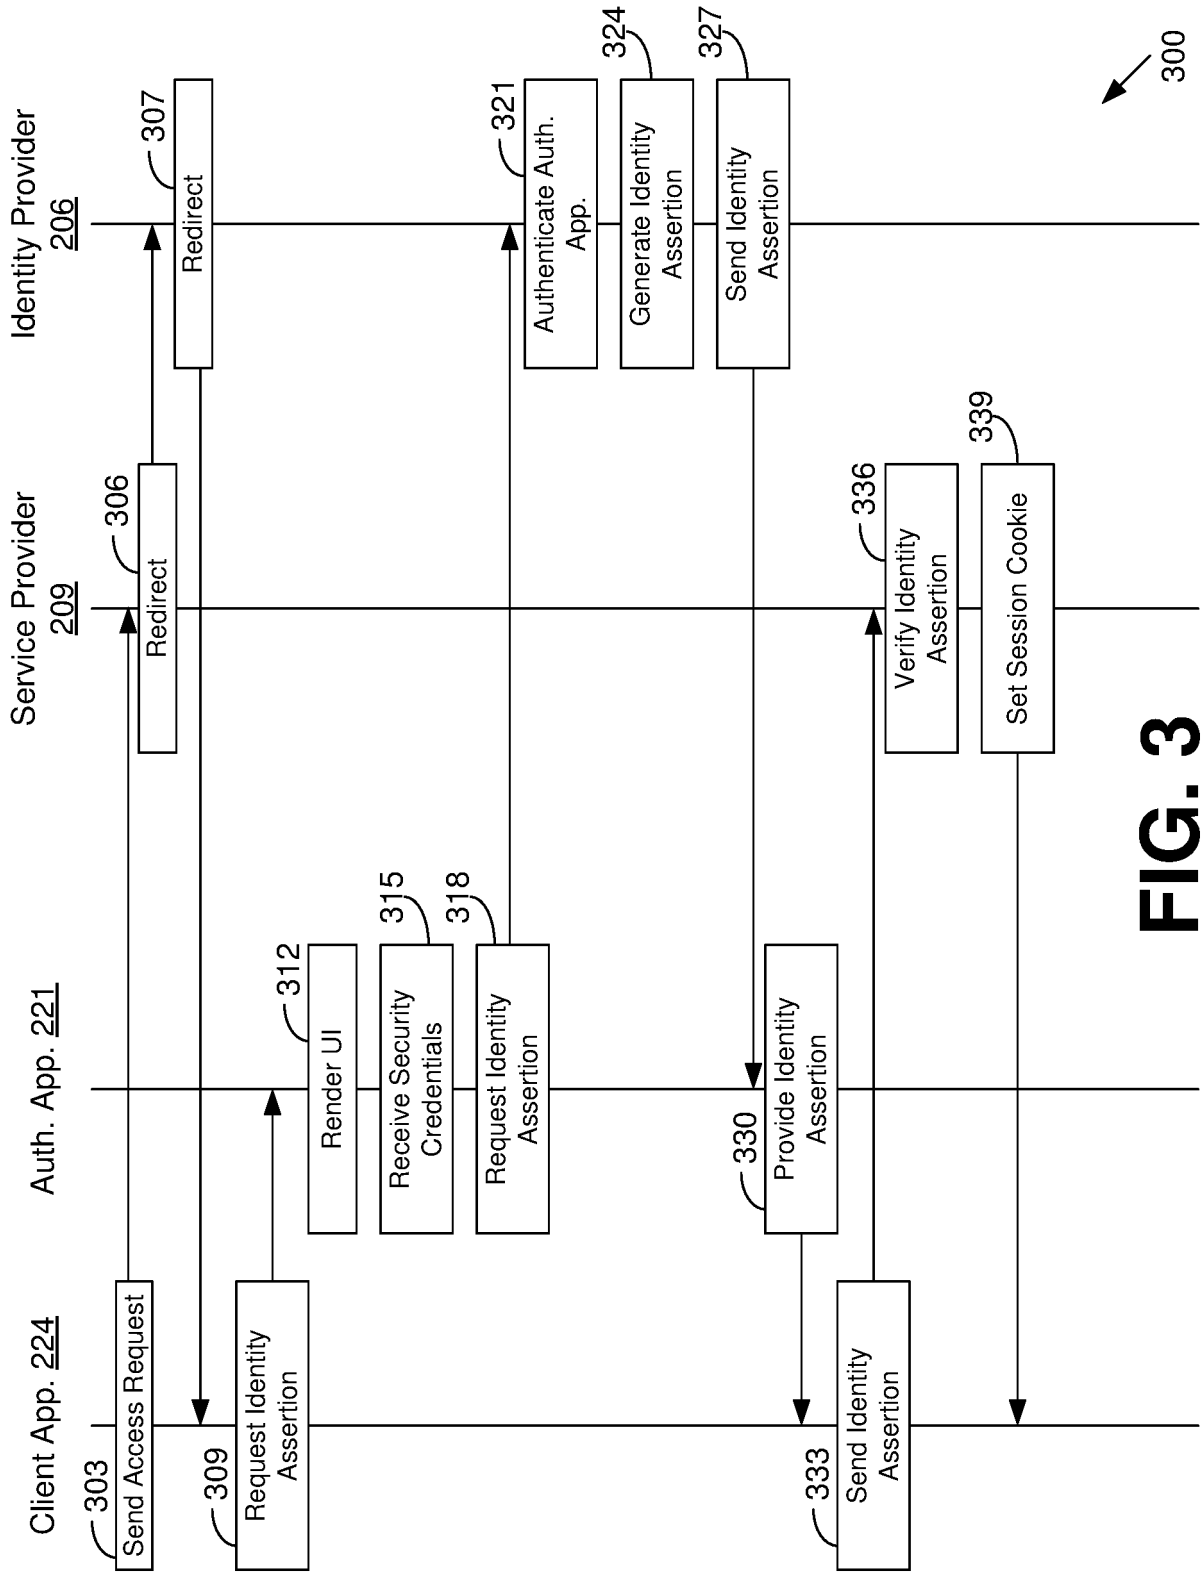 Client App. 224
Auth. App. 221
Service Provider
209
Identity Provider
206
303
Send Access Request
306
Redirect
307
Redirect
309
Request Identity
Assertion
312
Render UI
315
Receive Security
Credentials
318
Request Identity
Assertion
321
Authenticate Auth.
App.
324
Generate Identity
Assertion
327
Send Identity
Assertion
330
Provide Identity
Assertion
333
Send Identity
Assertion
336
Verify Identity
Assertion
339
Set Session Cookie
300
FIG. 3